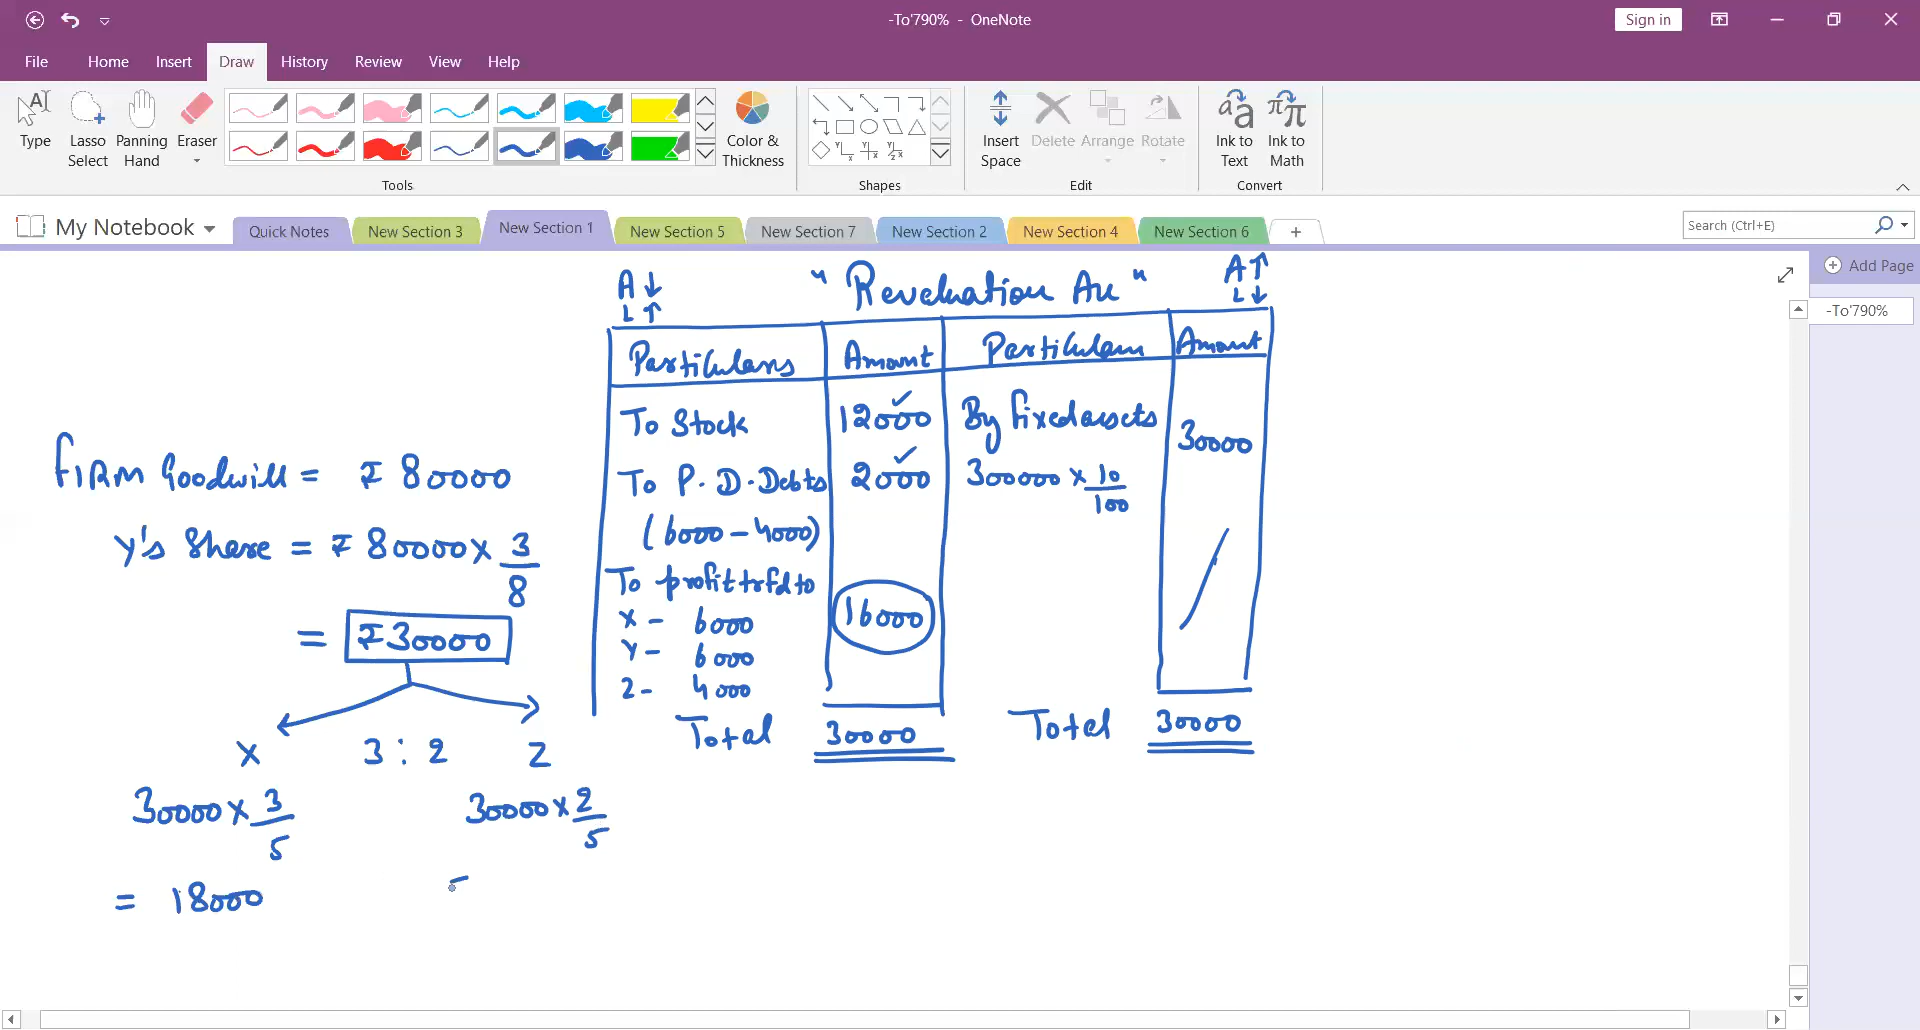 -To'790% - OneNote
Sign in
File Home Insert Draw History Review View Help
Type
Lasso Select
Panning Hand
Eraser
Color & Thickness
Insert Space
Delete
Arrange
Rotate
Ink to Text
Ink to Math
Tools
Shapes
Edit
Convert
My Notebook
Quick Notes
New Section 3
New Section 1
New Section 5
New Section 7
New Section 2
New Section 4
New Section 6
+
Search (Ctrl+E)
Add Page
-To'790%
FIRM Goodwill = ₹ 80000
Y's Share = ₹ 80000 × 3/8
= ₹30000
X 3 : 2 Z
30000 × 3/5 30000 × 2/5
= 18000
A ↓
L ↑
"Revaluation A/c"
A ↑
L ↓
Particulars Amount Particulars Amount
To Stock 12000 ✓ By fixed assets 30000
To P.D.Debts 2000 ✓ 300000 × 10/100
(6000 - 4000)
To profit trfd to 16000
X - 6000
Y - 6000
Z - 4000
Total 30000 Total 30000